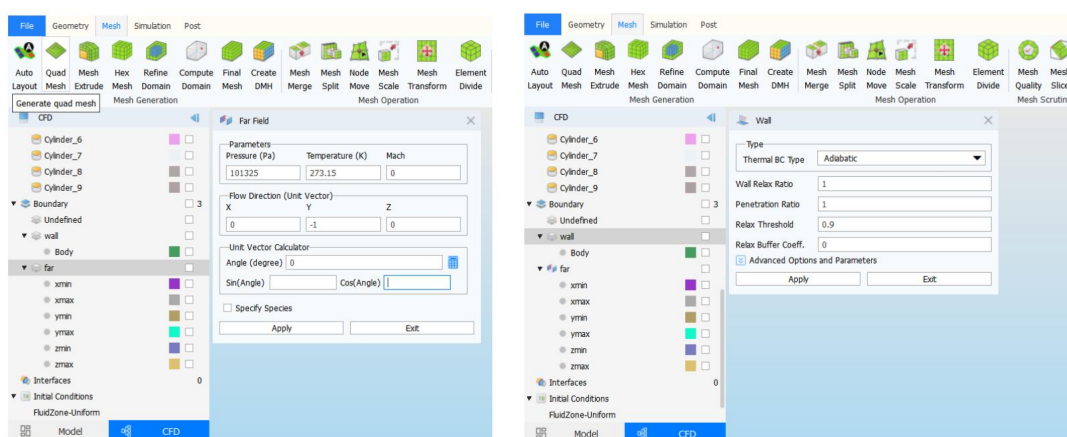 File Geometry Mesh Simulation Post
Auto Layout Quad Mesh Mesh Extrude Hex Mesh Refine Domain Compute Domain Final Mesh Create DMH Mesh Merge Mesh Split Node Move Mesh Scale Mesh Transform Element Divide
Generate quad mesh
Mesh Generation Mesh Operation
CFD
Cylinder_6
Cylinder_7
Cylinder_8
Cylinder_9
Boundary 3
Undefined
wall
Body
far
xmin
xmax
ymin
ymax
zmin
zmax
Interfaces 0
Initial Conditions
FluidZone-Uniform
Model CFD
Far Field
Parameters
Pressure (Pa) Temperature (K) Mach
101325 273.15 0
Flow Direction (Unit Vector)
X Y Z
0 -1 0
Unit Vector Calculator
Angle (degree) 0
Sin(Angle) Cos(Angle)
Specify Species
Apply Exit
File Geometry Mesh Simulation Post
Auto Layout Quad Mesh Mesh Extrude Hex Mesh Refine Domain Compute Domain Final Mesh Create DMH Mesh Merge Mesh Split Node Move Mesh Scale Mesh Transform Element Divide Mesh Quality Mesh Slice
Mesh Generation Mesh Operation Mesh Scrutin
CFD
Cylinder_6
Cylinder_7
Cylinder_8
Cylinder_9
Boundary 3
Undefined
wall
Body
far
xmin
xmax
ymin
ymax
zmin
zmax
Interfaces 0
Initial Conditions
FluidZone-Uniform
Model CFD
Wall
Type
Thermal BC Type Adiabatic
Wall Relax Ratio 1
Penetration Ratio 1
Relax Threshold 0.9
Relax Buffer Coeff. 0
Advanced Options and Parameters
Apply Exit